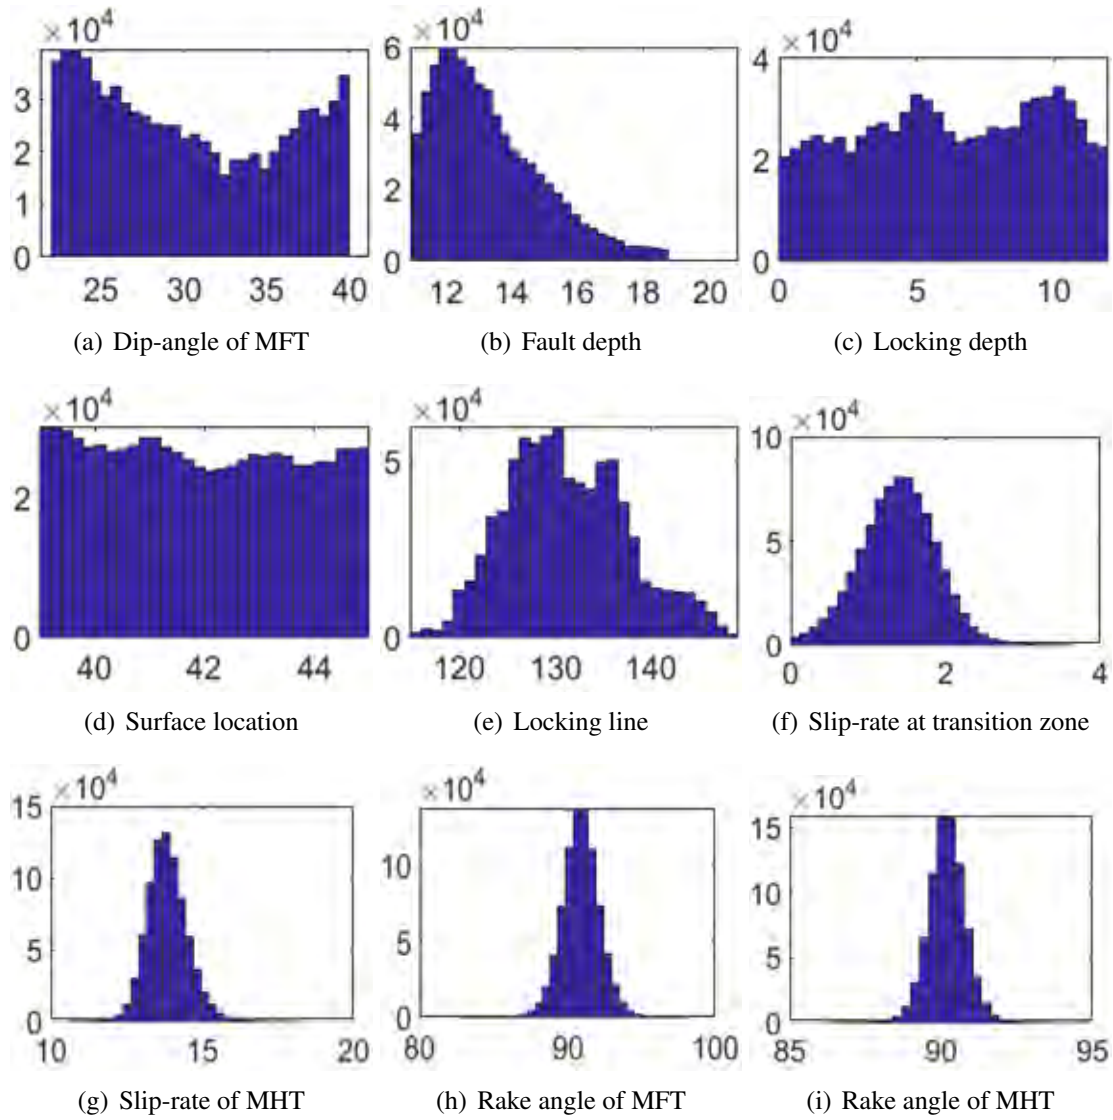 ×10⁴ ×10⁴ ×10⁴
3 6 4
2 4 2
1 2
0 0 0
25 30 35 40 12 14 16 18 20 0 5 10
(a) Dip-angle of MFT (b) Fault depth (c) Locking depth
×10⁴ ×10⁴ ×10⁴
2 5 10
0 0 5
0
40 42 44 120 130 140 0 2 4
(d) Surface location (e) Locking line (f) Slip-rate at transition zone
×10⁴ ×10⁴ ×10⁴
15 10 15
10 5 10
5 0 5
0 0
10 15 20 80 90 100 85 90 95
(g) Slip-rate of MHT (h) Rake angle of MFT (i) Rake angle of MHT